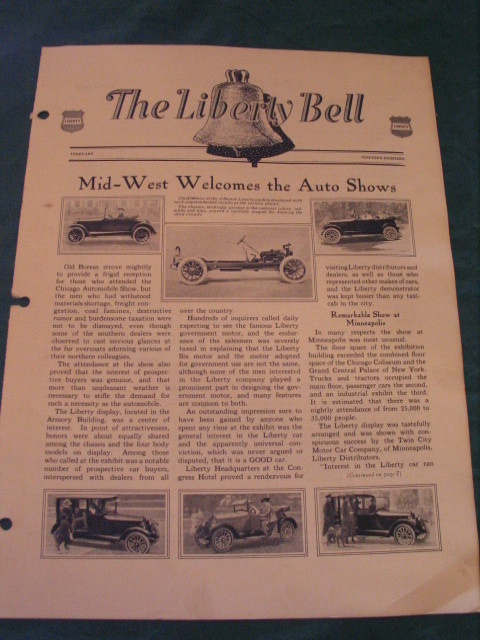 The Liberty Bell
LIBERTY
LIBERTY
FEBRUARY
NINETEEN-EIGHTEEN
Mid-West Welcomes the Auto Shows
Old Boreas strove mightily
to provide a frigid reception
for those who attended the
Chicago Automobile Show, but
the men who had withstood
materials shortage, freight con-
gestion, coal famines, destructive
rumor and burdensome taxation were
not to be dismayed, even though
some of the southern dealers were
observed to cast envious glances at
the fur overcoats adorning various of
their northern colleagues.
The attendance at the show also
proved that the interest of prospec-
tive buyers was genuine, and that
more than unpleasant weather is
necessary to stifle the demand for
such a necessity as the automobile.
The Liberty display, located in the
Armory Building, was a center of
interest. In point of attractiveness,
honors were about equally shared
among the chassis and the four body
models on display. Among those
who called at the exhibit was a notable
number of prospective car buyers,
interspersed with dealers from all
over the country.
Hundreds of inquirers called daily
expecting to see the famous Liberty
government motor, and the endur-
ance of the salesmen was severely
taxed in explaining that the Liberty
Six motor and the motor adopted
for government use are not the same,
although some of the men interested
in the Liberty company played a
prominent part in designing the gov-
ernment motor, and many features
are common to both.
An outstanding impression sure to
have been gained by anyone who
spent any time at the exhibit was the
general interest in the Liberty car
and the apparently universal con-
viction, which was never argued or
disputed, that it is a GOOD car.
Liberty Headquarters at the Con-
gress Hotel proved a rendezvous for
visiting Liberty distributors and
dealers, as well as those who
represented other makes of cars,
and the Liberty demonstrator
was kept busier than any taxi-
cab in the city.
Remarkable Show at
Minneapolis
In many respects the show at
Minneapolis was most unusual.
The floor space of the exhibition
building exceeded the combined floor
space of the Chicago Coliseum and the
Grand Central Palace of New York.
Trucks and tractors occupied the
main floor, passenger cars the second,
and an industrial exhibit the third.
It is estimated that there was a
nightly attendance of from 25,000 to
35,000 people.
The Liberty display was tastefully
arranged and was shown with con-
spicuous success by the Twin City
Motor Car Company, of Minneapolis,
Liberty Distributors.
"Interest in the Liberty car ran
(Continued on page 2)